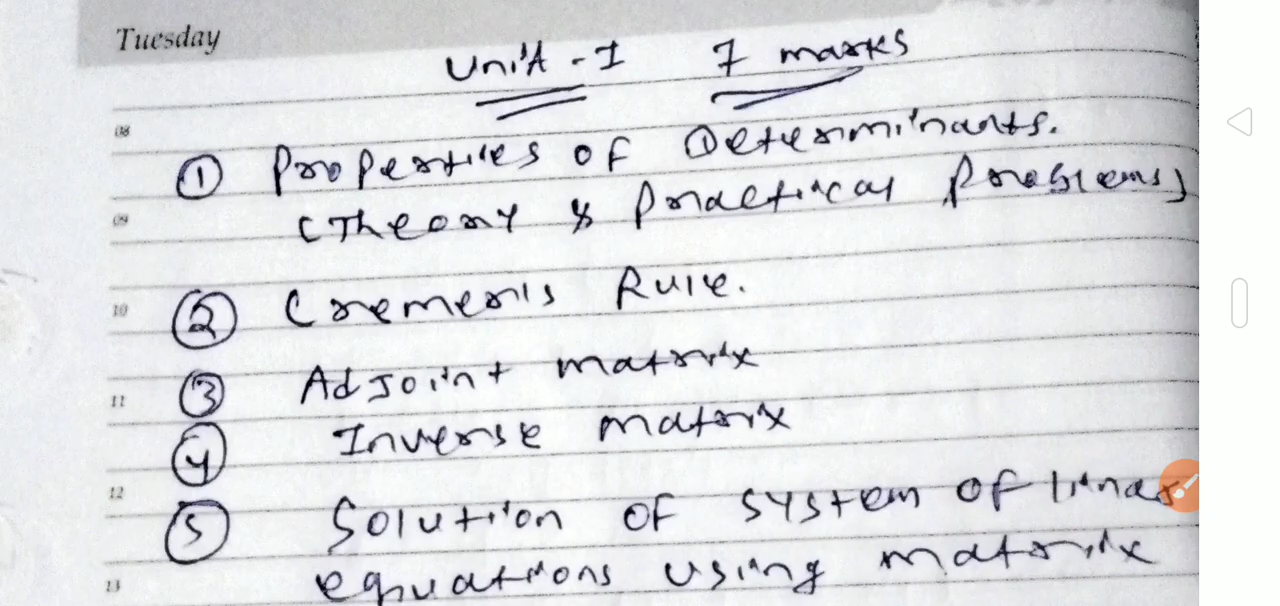 Tuesday
Unit - I 7 marks
08
① Properties of Determinants.
(Theory & Practical Problems)
09
② Cremer's Rule.
10
③ Adjoint matrix
11
④ Inverse matrix
12
⑤ Solution of system of linar
equations using matrix
13